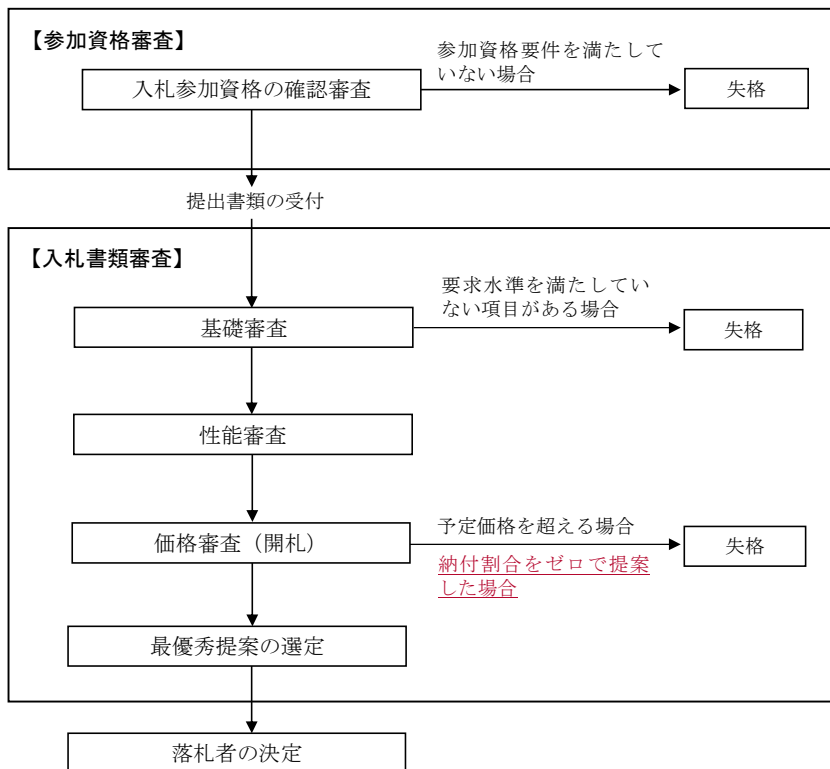 【参加資格審査】
参加資格要件を満たして
いない場合
入札参加資格の確認審査
失格
提出書類の受付
【入札書類審査】
要求水準を満たしてい
ない項目がある場合
基礎審査
失格
性能審査
予定価格を超える場合
価格審査（開札）
失格
納付割合をゼロで提案
した場合
最優秀提案の選定
落札者の決定